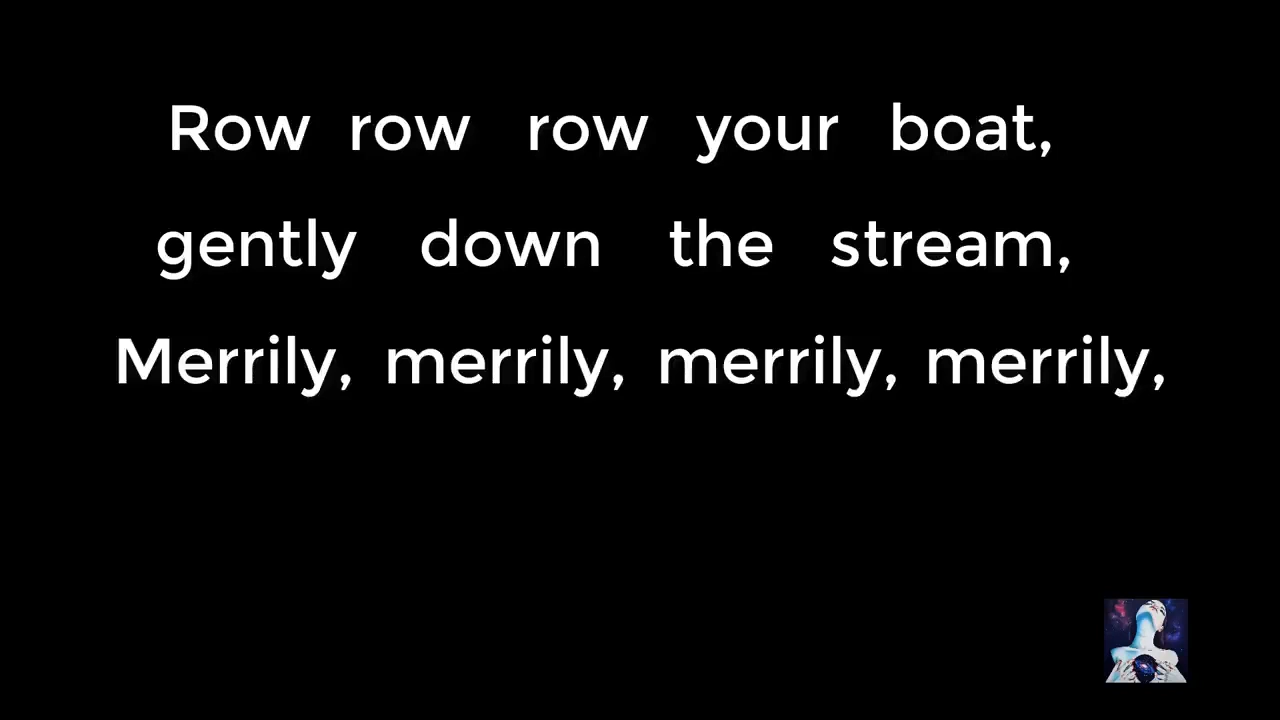 Row row row your boat,
gently down the stream,
Merrily, merrily, merrily, merrily,